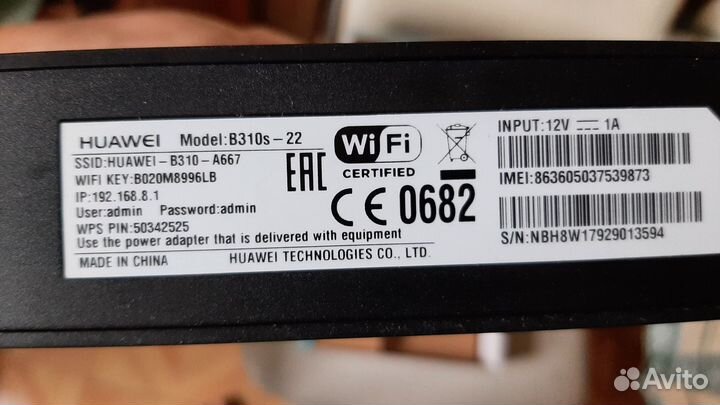 HUAWEI Model:B310s-22
SSID:HUAWEI-B310-A667
WIFI KEY:B020M8996LB
IP:192.168.8.1
User:admin Password:admin
WPS PIN:50342525
Use the power adapter that is delivered with equipment
MADE IN CHINA HUAWEI TECHNOLOGIES CO., LTD.
EAC
Wi Fi
CERTIFIED
CE 0682
INPUT:12V ⎓ 1A
IMEI:863605037539873
S/N:NBH8W17929013594
Avito